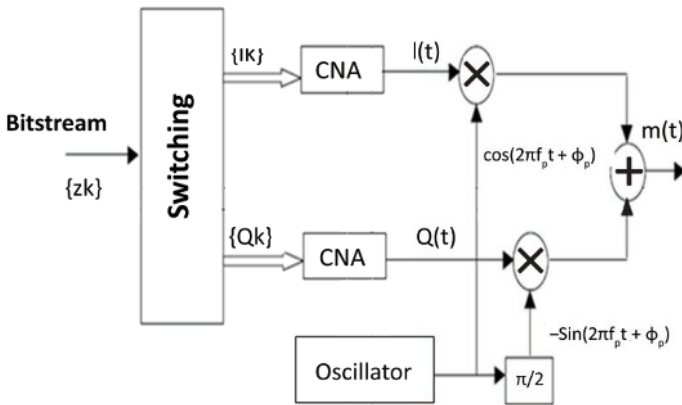 Bitstream
{zk}
Switching
{IK}
CNA
I(t)
cos(2πfₚt + ϕₚ)
m(t)
{Qk}
CNA
Q(t)
–Sin(2πfₚt + ϕₚ)
Oscillator
π/2